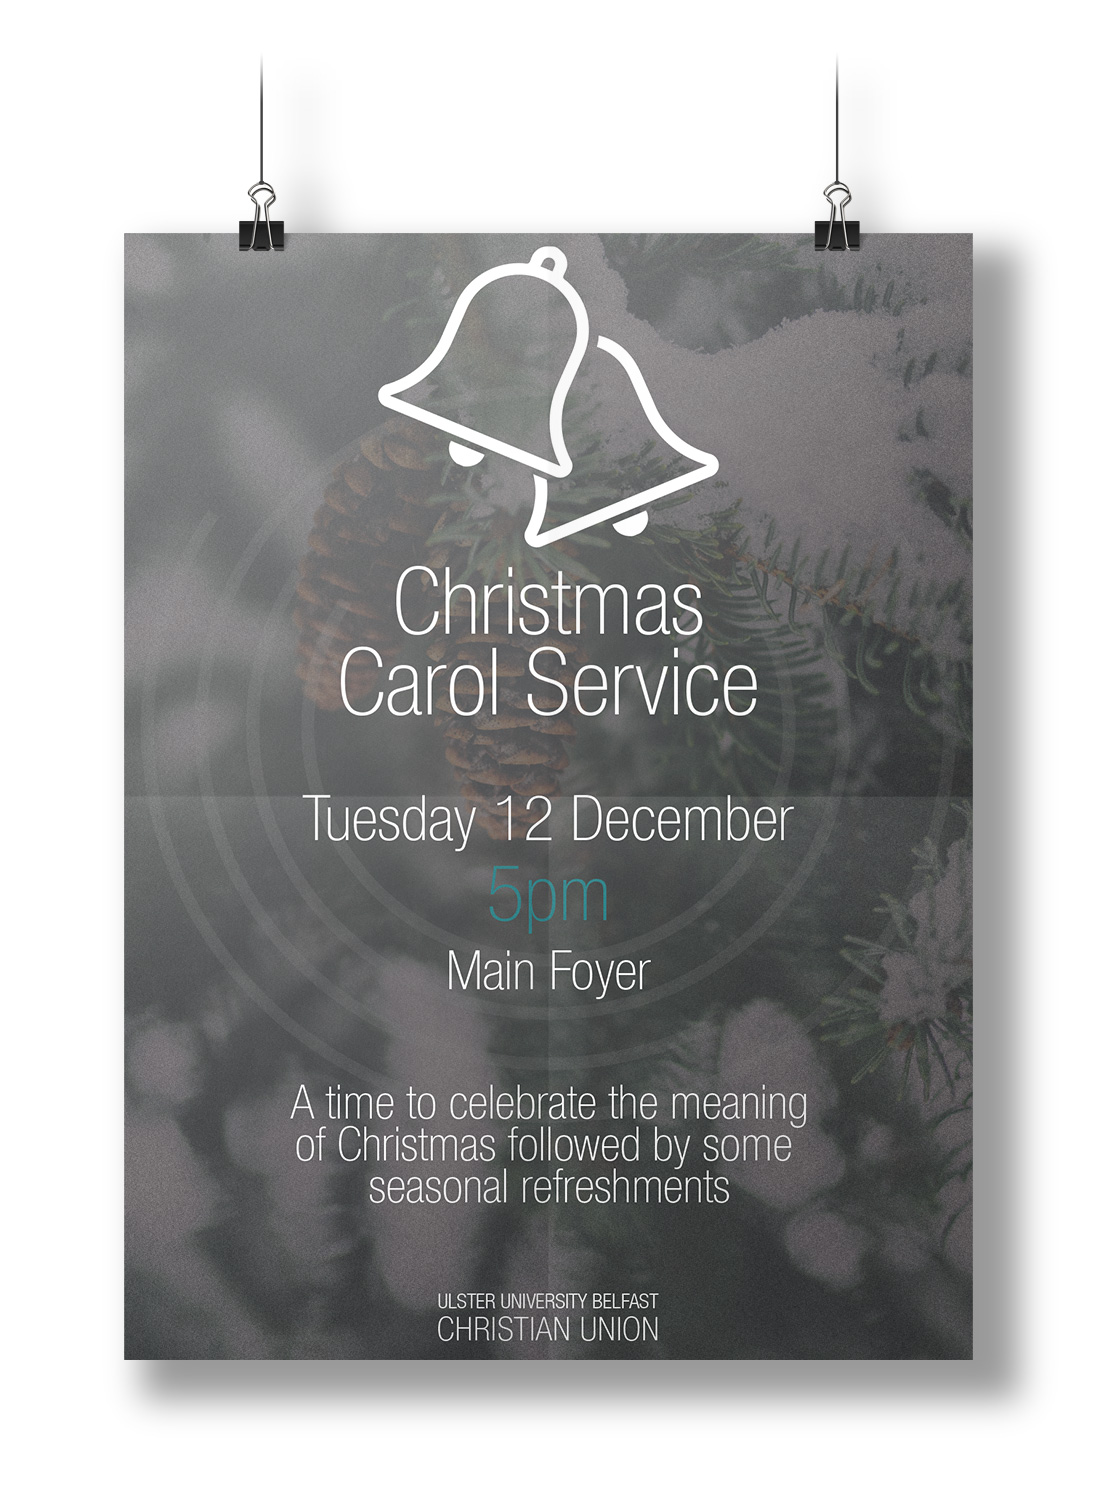 Christmas
Carol Service
Tuesday 12 December
5pm
Main Foyer
A time to celebrate the meaning
of Christmas followed by some
seasonal refreshments
ULSTER UNIVERSITY BELFAST
CHRISTIAN UNION